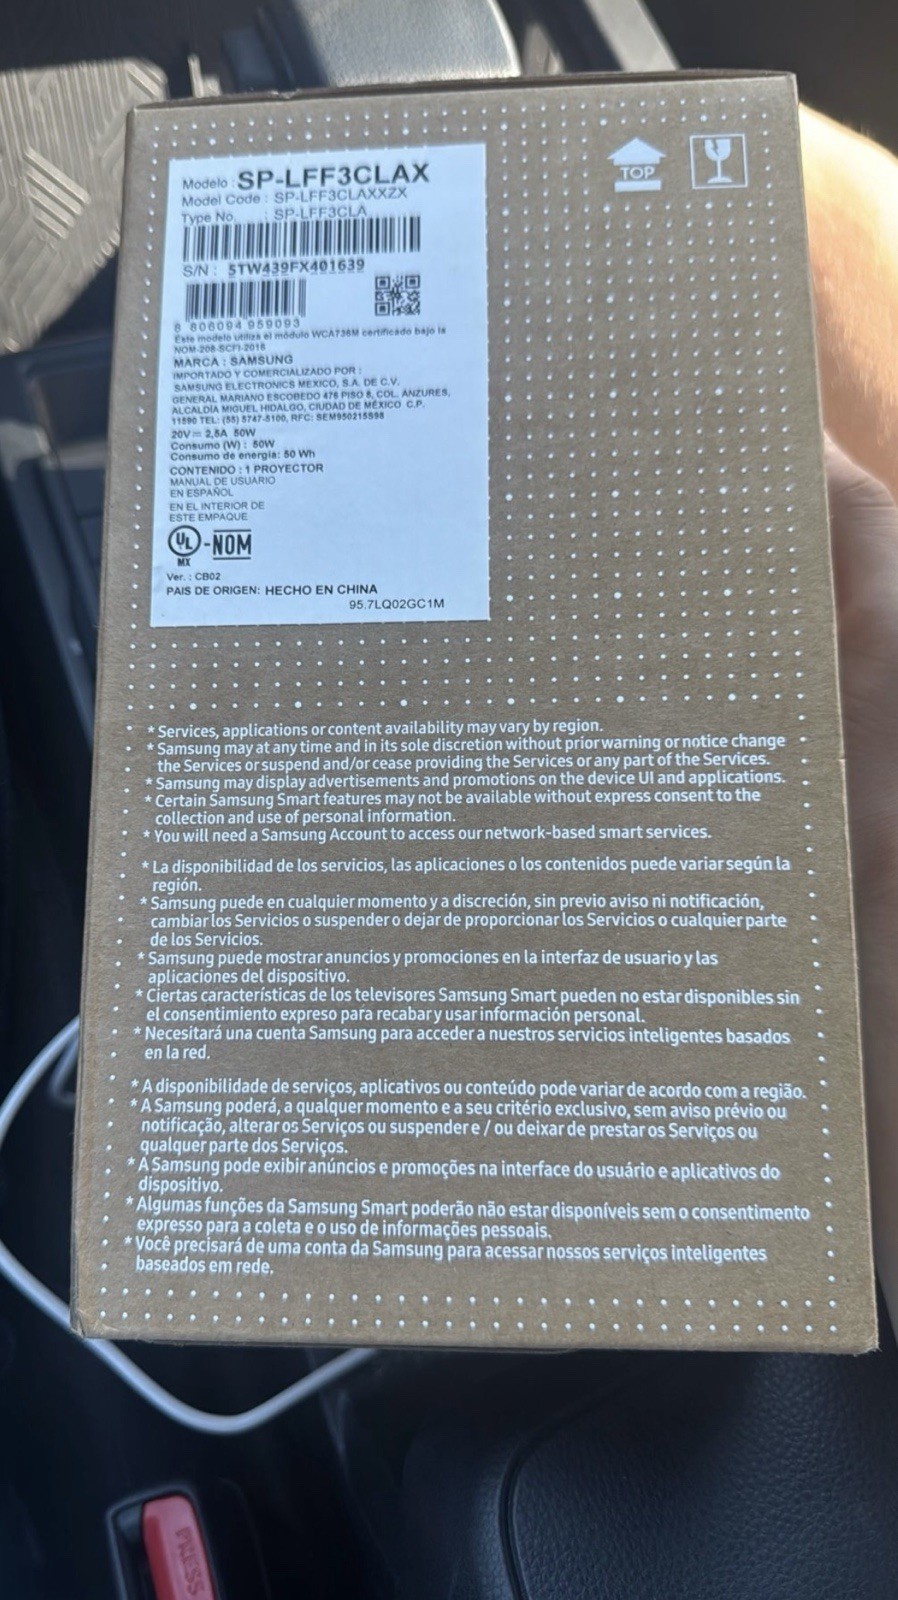 Modelo : SP-LFF3CLAX
Model Code : SP-LFF3CLAXXZX
Type No. : SP-LFF3CLA
S/N : 5TW439FX401639
8 806094 959093
Este modelo utiliza el módulo WCA736M certificado bajo la
NOM-208-SCFI-2016
MARCA : SAMSUNG
IMPORTADO Y COMERCIALIZADO POR :
SAMSUNG ELECTRONICS MEXICO, S.A. DE C.V.
GENERAL MARIANO ESCOBEDO 476 PISO 8, COL. ANZURES,
ALCALDÍA MIGUEL HIDALGO, CIUDAD DE MÉXICO C.P.
11590 TEL: (55) 5747-5100, RFC: SEM950215S98
20V⎓ 2,5A 50W
Consumo (W) : 50W
Consumo de energía: 50 Wh
CONTENIDO : 1 PROYECTOR
MANUAL DE USUARIO
EN ESPAÑOL
EN EL INTERIOR DE
ESTE EMPAQUE
UL -NOM
MX
Ver. : CB02
PAIS DE ORIGEN: HECHO EN CHINA
95.7LQ02GC1M
TOP
* Services, applications or content availability may vary by region.
* Samsung may at any time and in its sole discretion without prior warning or notice change
the Services or suspend and/or cease providing the Services or any part of the Services.
* Samsung may display advertisements and promotions on the device UI and applications.
* Certain Samsung Smart features may not be available without express consent to the
collection and use of personal information.
* You will need a Samsung Account to access our network-based smart services.
* La disponibilidad de los servicios, las aplicaciones o los contenidos puede variar según la
región.
* Samsung puede en cualquier momento y a discreción, sin previo aviso ni notificación,
cambiar los Servicios o suspender o dejar de proporcionar los Servicios o cualquier parte
de los Servicios.
* Samsung puede mostrar anuncios y promociones en la interfaz de usuario y las
aplicaciones del dispositivo.
* Ciertas características de los televisores Samsung Smart pueden no estar disponibles sin
el consentimiento expreso para recabar y usar información personal.
* Necesitará una cuenta Samsung para acceder a nuestros servicios inteligentes basados
en la red.
* A disponibilidade de serviços, aplicativos ou conteúdo pode variar de acordo com a região.
* A Samsung poderá, a qualquer momento e a seu critério exclusivo, sem aviso prévio ou
notificação, alterar os Serviços ou suspender e / ou deixar de prestar os Serviços ou
qualquer parte dos Serviços.
* A Samsung pode exibir anúncios e promoções na interface do usuário e aplicativos do
dispositivo.
* Algumas funções da Samsung Smart poderão não estar disponíveis sem o consentimento
expresso para a coleta e o uso de informações pessoais.
* Você precisará de uma conta da Samsung para acessar nossos serviços inteligentes
baseados em rede.
PRESS